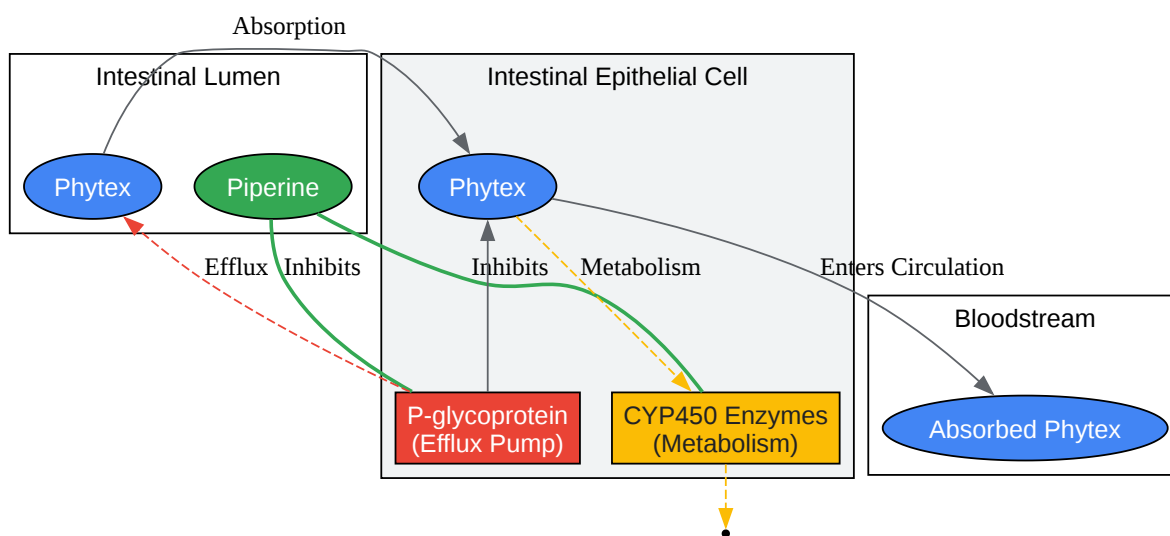 Absorption
Intestinal Lumen
Intestinal Epithelial Cell
Phytex
Piperine
Phytex
Efflux
Inhibits
Inhibits
Metabolism
Enters Circulation
Bloodstream
P-glycoprotein
(Efflux Pump)
CYP450 Enzymes
(Metabolism)
Absorbed Phytex